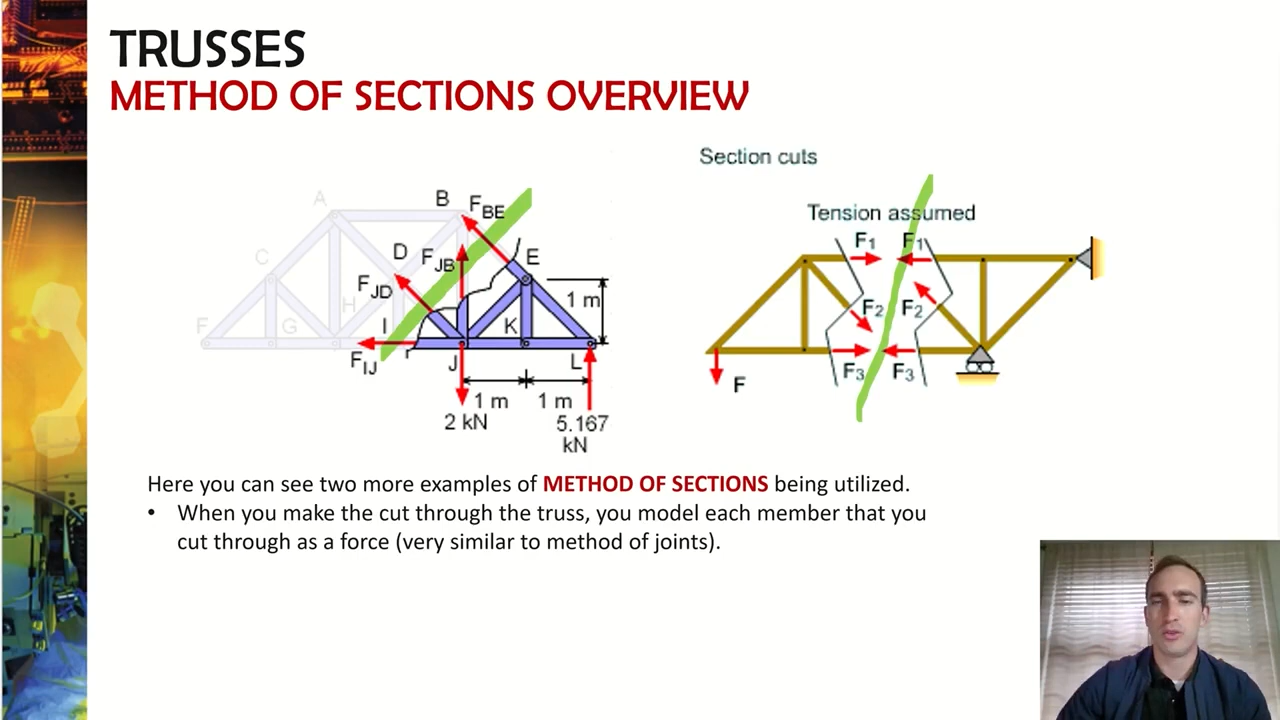 TRUSSES
METHOD OF SECTIONS OVERVIEW
Section cuts
Tension assumed
A
B
F_BE
C
D
F_JB
E
F_JD
H
1 m
F
G
I
K
F_IJ
J
L
1 m
1 m
2 kN
5.167
kN
F₁
F₁
F₂
F₂
F₃
F₃
F
Here you can see two more examples of METHOD OF SECTIONS being utilized.
• When you make the cut through the truss, you model each member that you
cut through as a force (very similar to method of joints).